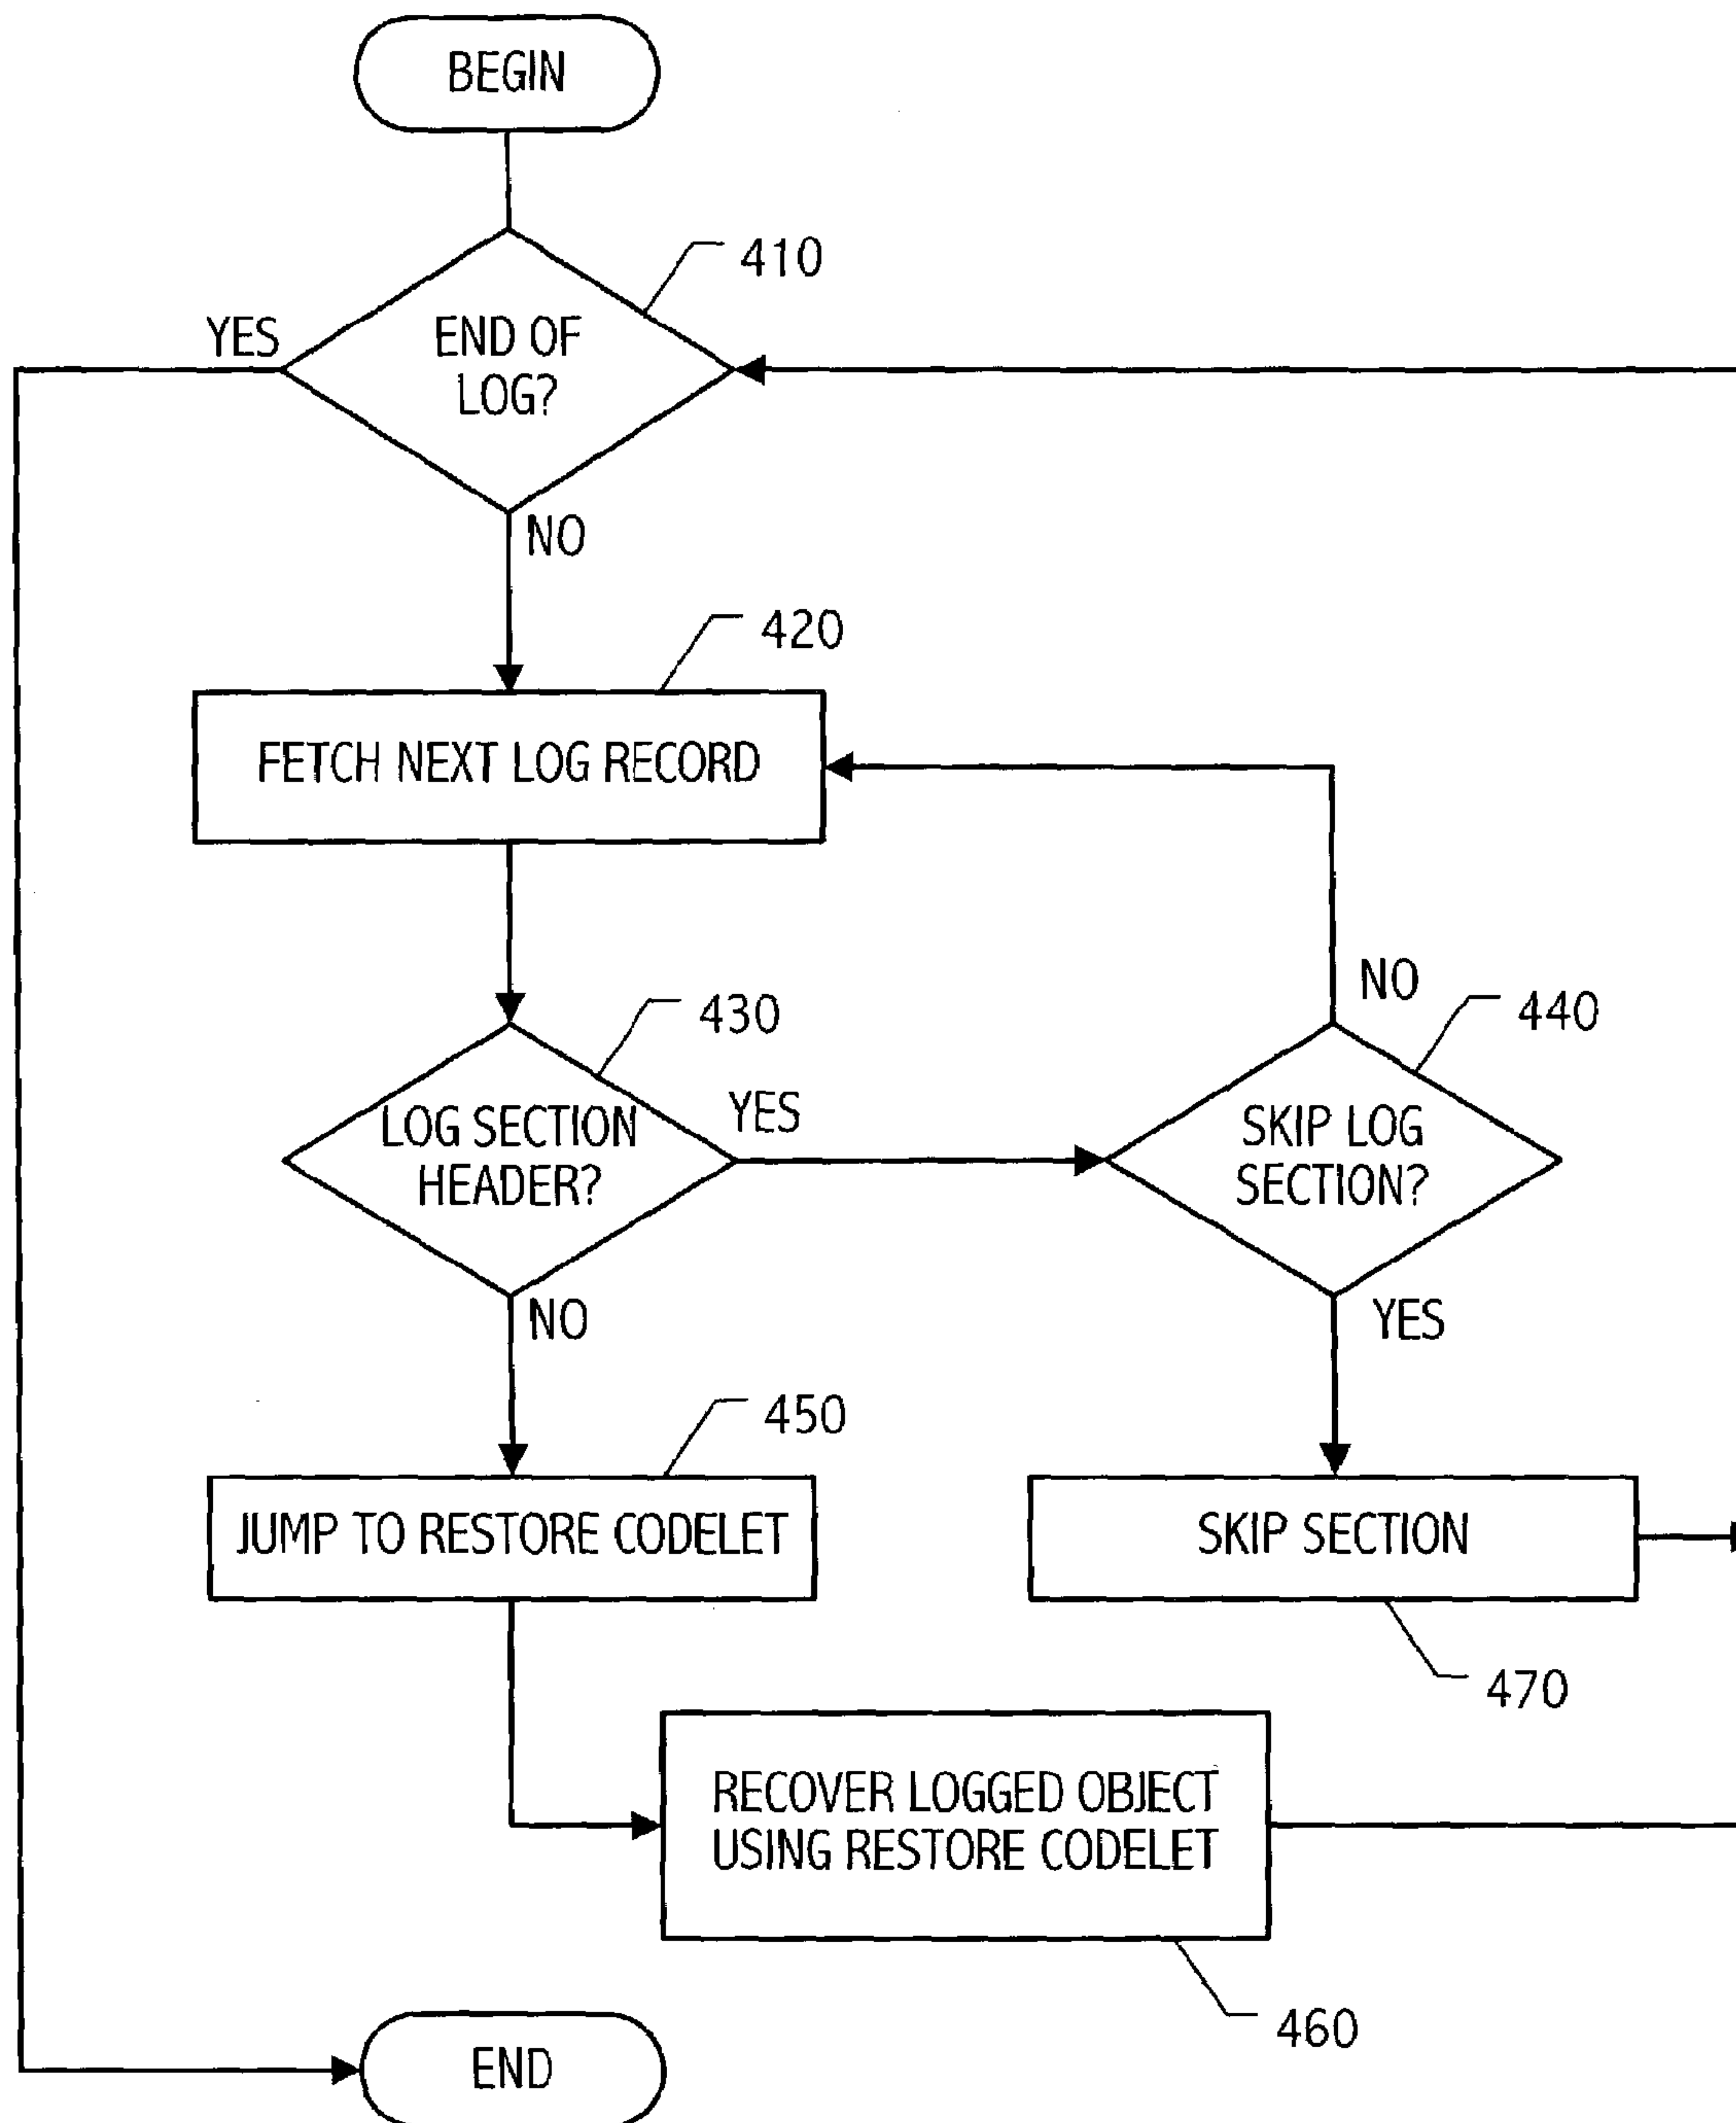 BEGIN
410
YES
END OF
LOG?
NO
420
FETCH NEXT LOG RECORD
NO
430
440
LOG SECTION
HEADER?
YES
SKIP LOG
SECTION?
NO
YES
450
JUMP TO RESTORE CODELET
SKIP SECTION
470
RECOVER LOGGED OBJECT
USING RESTORE CODELET
460
END